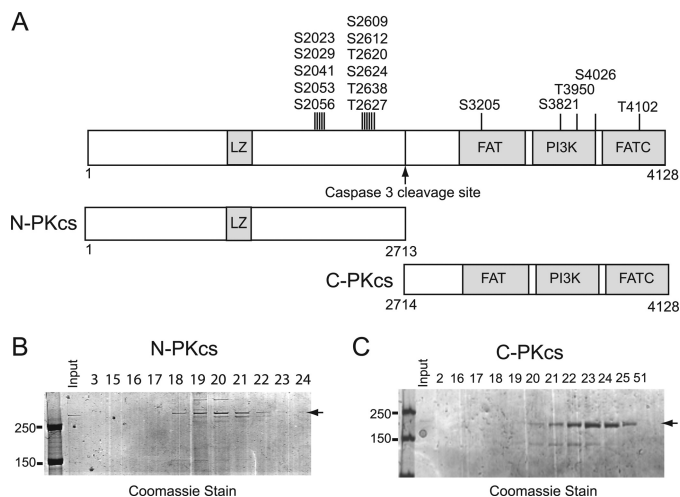 A
S2023
S2029
S2041
S2053
S2056
S2609
S2612
T2620
S2624
T2638
T2627
S3205
S3821
T3950
S4026
T4102
LZ
FAT
PI3K
FATC
1
4128
Caspase 3 cleavage site
N-PKcs
LZ
1
2713
C-PKcs
FAT
PI3K
FATC
2714
4128
B
N-PKcs
Input 3 15 16 17 18 19 20 21 22 23 24
250
150
Coomassie Stain
C
C-PKcs
Input 2 16 17 18 19 20 21 22 23 24 25 51
250
150
Coomassie Stain